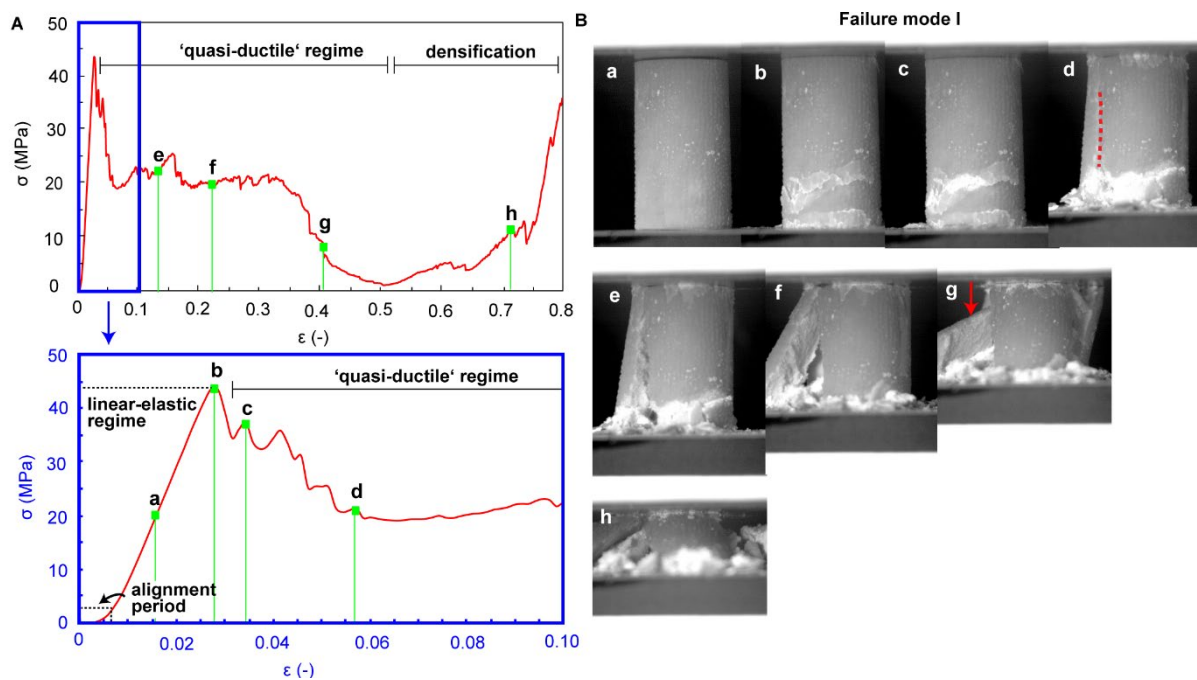 A
50
40
30
20
10
0
σ (MPa)
‘quasi-ductile‘ regime
densification
e
f
g
h
0
0.1
0.2
0.3
0.4
0.5
0.6
0.7
0.8
ε (-)
50
40
30
20
10
0
σ (MPa)
linear-elastic
regime
‘quasi-ductile‘ regime
b
c
a
d
alignment
period
0
0.02
0.04
0.06
0.08
0.10
ε (-)
B
Failure mode I
a
b
c
d
e
f
g
h